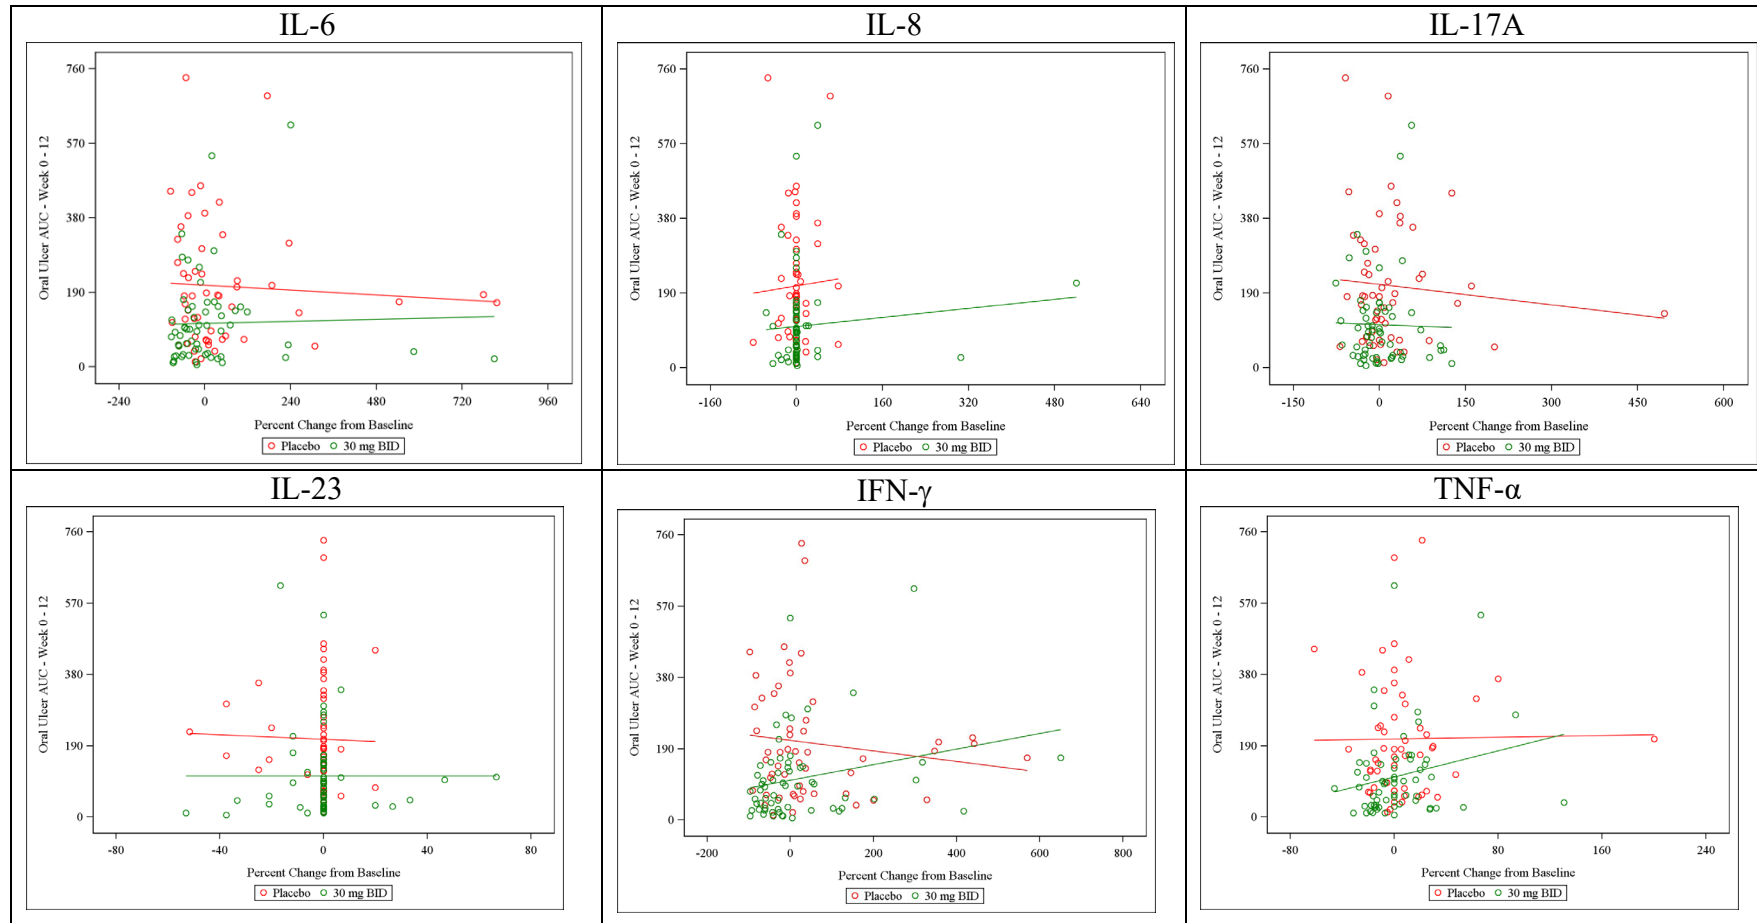 IL-6
760
570
380
190
0
Oral Ulcer AUC - Week 0 - 12
-240 0 240 480 720 960
Percent Change from Baseline
Placebo 30 mg BID
IL-8
760
570
380
190
0
Oral Ulcer AUC - Week 0 - 12
-160 0 160 320 480 640
Percent Change from Baseline
Placebo 30 mg BID
IL-17A
760
570
380
190
0
Oral Ulcer AUC - Week 0 - 12
-150 0 150 300 450 600
Percent Change from Baseline
Placebo 30 mg BID
IL-23
760
570
380
190
0
Oral Ulcer AUC - Week 0 - 12
-80 -40 0 40 80
Percent Change from Baseline
Placebo 30 mg BID
IFN-γ
760
570
380
190
0
Oral Ulcer AUC - Week 0 - 12
-200 0 200 400 600 800
Percent Change from Baseline
Placebo 30 mg BID
TNF-α
760
570
380
190
0
Oral Ulcer AUC - Week 0 - 12
-80 0 80 160 240
Percent Change from Baseline
Placebo 30 mg BID